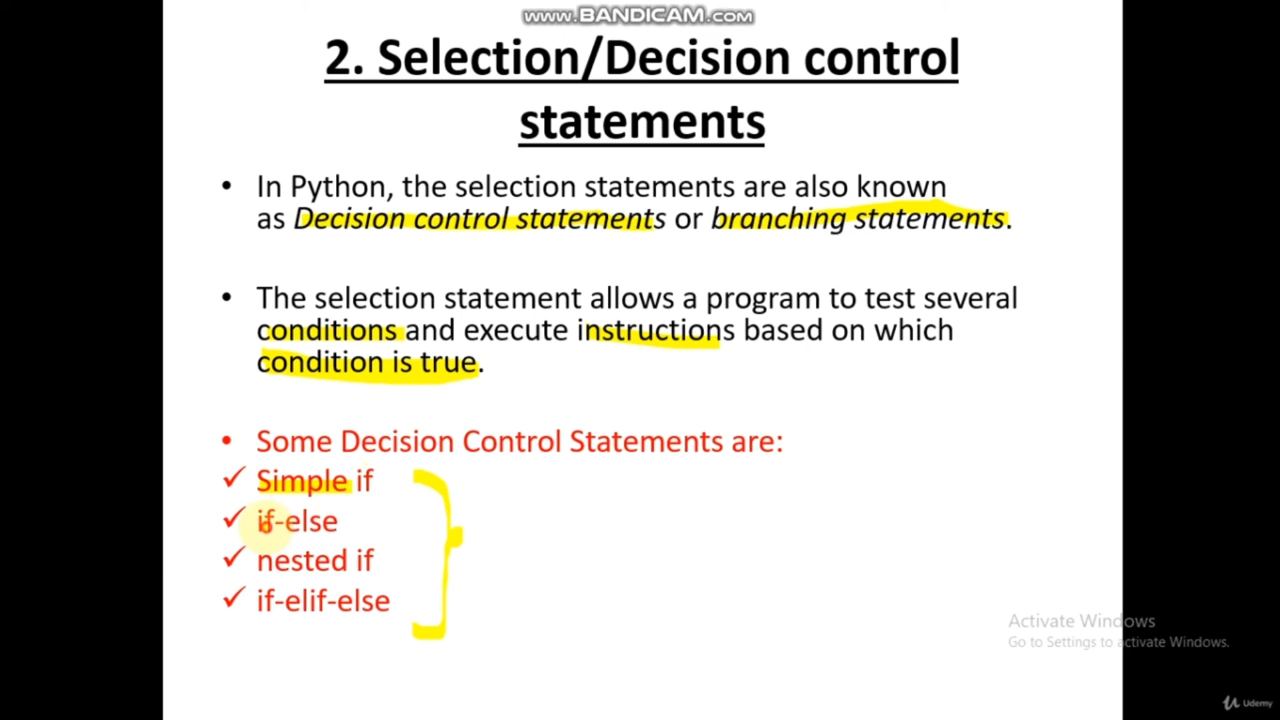 www.BANDICAM.com
2. Selection/Decision control
statements
• In Python, the selection statements are also known
as Decision control statements or branching statements.
• The selection statement allows a program to test several
conditions and execute instructions based on which
condition is true.
• Some Decision Control Statements are:
✓ Simple if
✓ if-else
✓ nested if
✓ if-elif-else
Activate Windows
Go to Settings to activate Windows.
Udemy